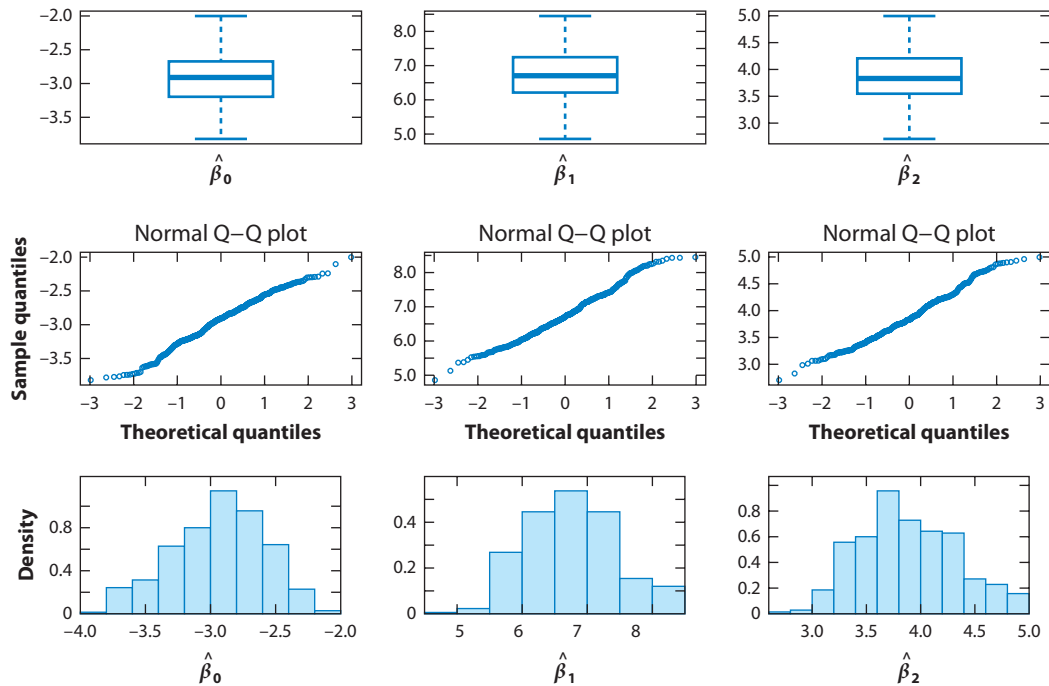 −2.0
−2.5
−3.0
−3.5
β̂0
8.0
7.0
6.0
5.0
β̂1
5.0
4.5
4.0
3.5
3.0
β̂2
Sample quantiles
Normal Q−Q plot
−2.0
−2.5
−3.0
−3.5
−3 −2 −1 0 1 2 3
Theoretical quantiles
Normal Q−Q plot
8.0
7.0
6.0
5.0
−3 −2 −1 0 1 2 3
Theoretical quantiles
Normal Q−Q plot
5.0
4.5
4.0
3.5
3.0
−3 −2 −1 0 1 2 3
Theoretical quantiles
Density
0.8
0.4
0
−4.0 −3.5 −3.0 −2.5 −2.0
β̂0
0.4
0.2
0
5 6 7 8
β̂1
0.8
0.6
0.4
0.2
0
3.0 3.5 4.0 4.5 5.0
β̂2